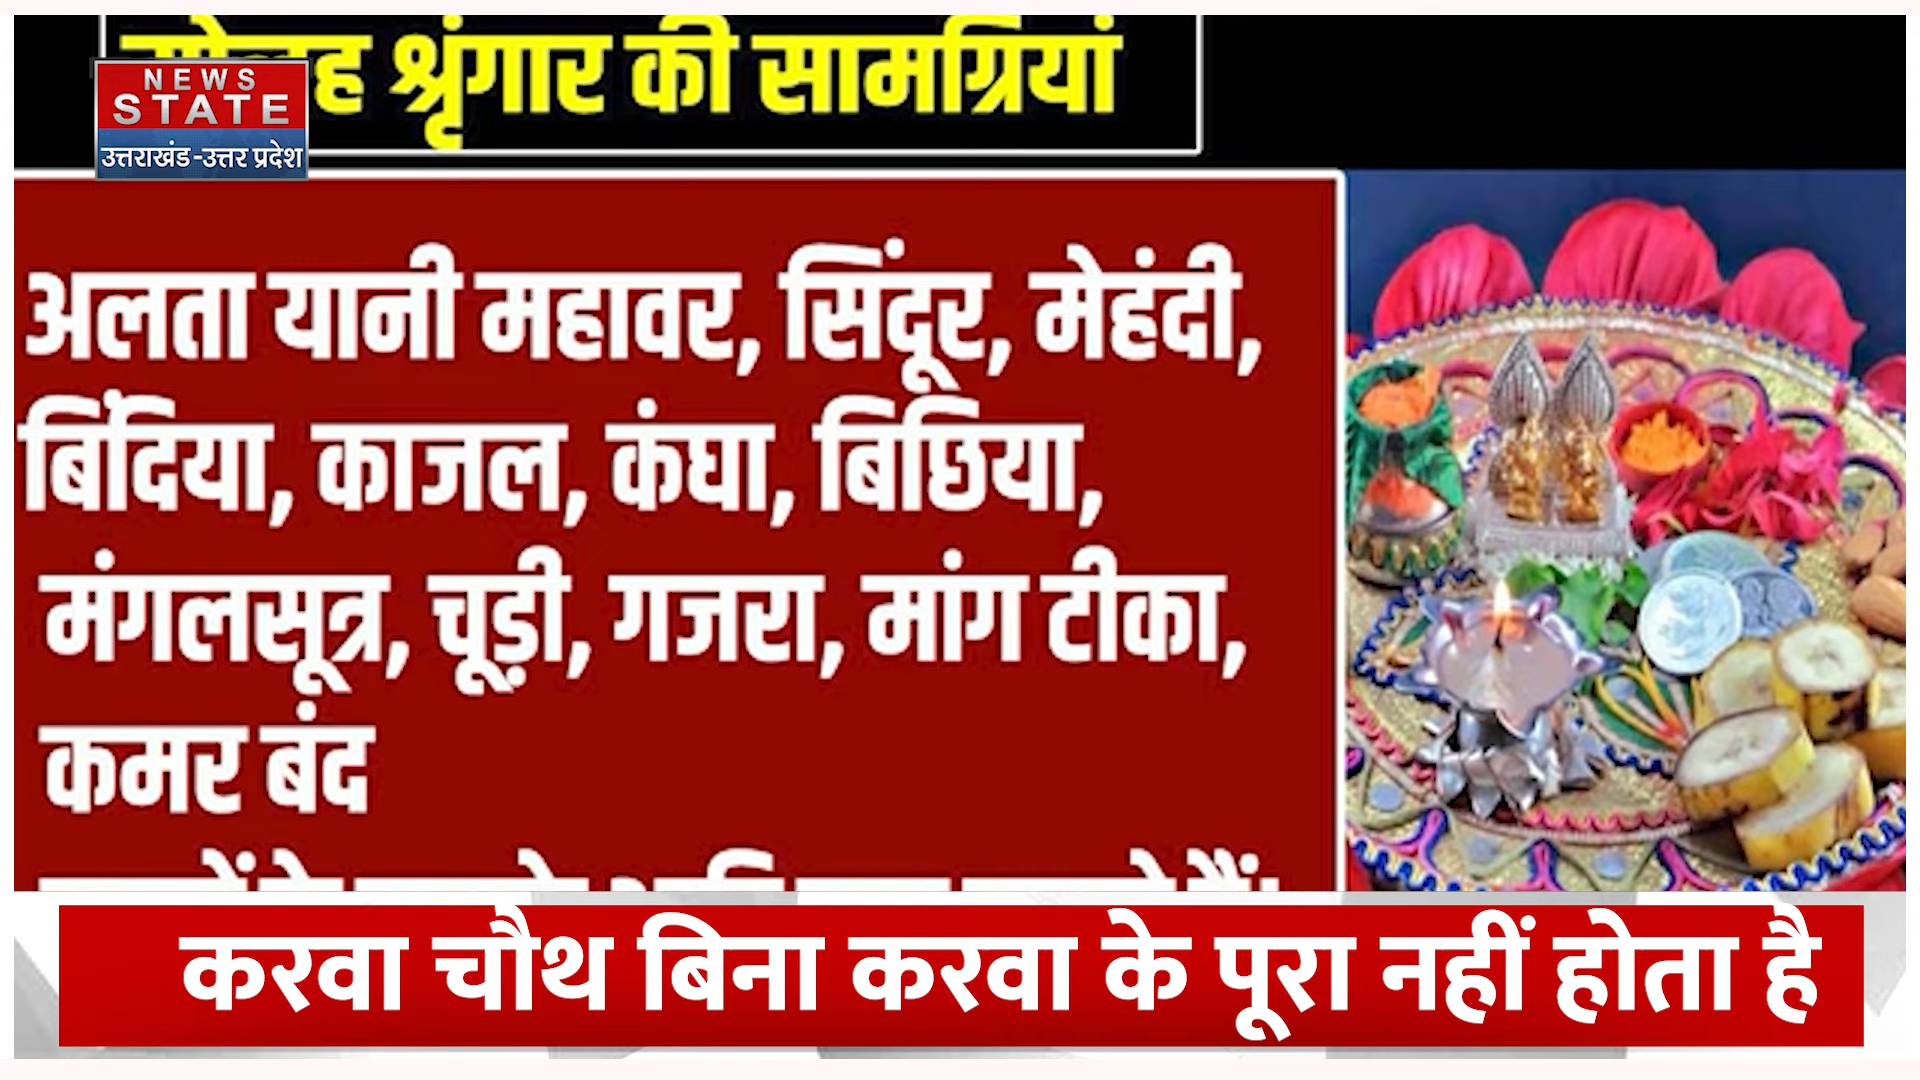 श्रृंगार की सामग्रियां
NEWS
STATE
उत्तराखंड-उत्तर प्रदेश
अलता यानी महावर, सिंदूर, मेहंदी,
बिंदिया, काजल, कंघा, बिछिया,
मंगलसूत्र, चूड़ी, गजरा, मांग टीका,
कमर बंद
करवा चौथ बिना करवा के पूरा नहीं होता है